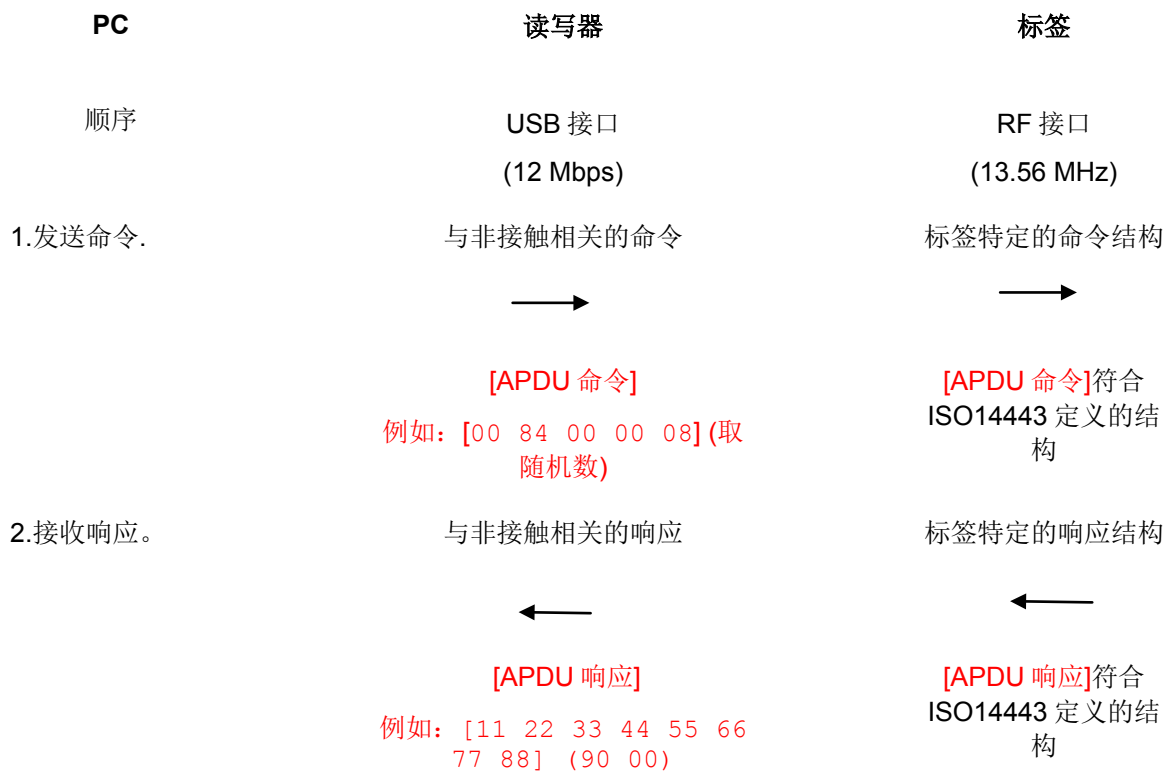 PC 读写器 标签
顺序 USB 接口 RF 接口
(12 Mbps) (13.56 MHz)
1.发送命令. 与非接触相关的命令 标签特定的命令结构
[APDU 命令] [APDU 命令]符合
ISO14443 定义的结
构
例如：[00 84 00 00 08] (取
随机数)
2.接收响应。 与非接触相关的响应 标签特定的响应结构
[APDU 响应] [APDU 响应]符合
ISO14443 定义的结
构
例如：[11 22 33 44 55 66
77 88] (90 00)